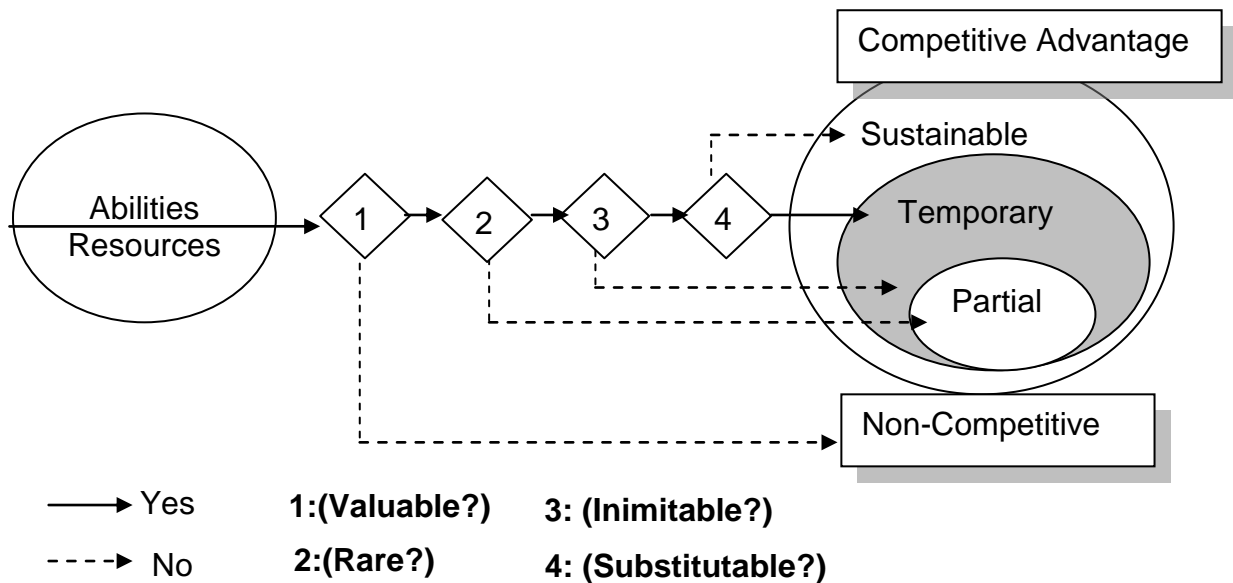 Competitive Advantage
Sustainable
Abilities
Resources
1
2
3
4
Temporary
Partial
Non-Competitive
Yes
1:(Valuable?)
3: (Inimitable?)
No
2:(Rare?)
4: (Substitutable?)